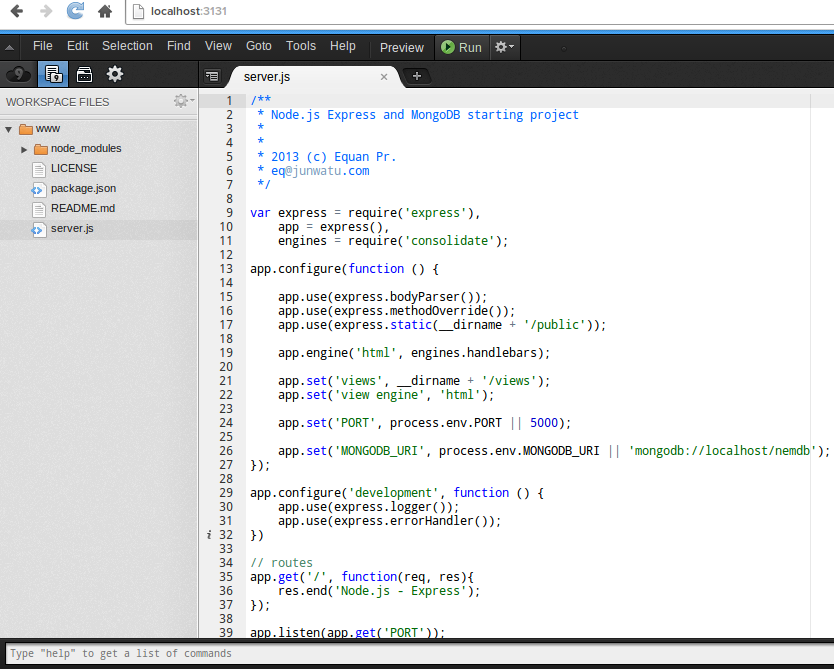 localhost:3131
File Edit Selection Find View Goto Tools Help Preview Run
server.js
WORKSPACE FILES
www
node_modules
LICENSE
package.json
README.md
server.js
1 /**
2  * Node.js Express and MongoDB starting project
3  *
4  *
5  * 2013 (c) Equan Pr.
6  * eq@junwatu.com
7  */
8
9 var express = require('express'),
10     app = express(),
11     engines = require('consolidate');
12
13 app.configure(function () {
14
15     app.use(express.bodyParser());
16     app.use(express.methodOverride());
17     app.use(express.static(__dirname + '/public'));
18
19     app.engine('html', engines.handlebars);
20
21     app.set('views', __dirname + '/views');
22     app.set('view engine', 'html');
23
24     app.set('PORT', process.env.PORT || 5000);
25
26     app.set('MONGODB_URI', process.env.MONGODB_URI || 'mongodb://localhost/nemdb');
27 });
28
29 app.configure('development', function () {
30     app.use(express.logger());
31     app.use(express.errorHandler());
i 32 })
33
34 // routes
35 app.get('/', function(req, res){
36     res.end('Node.js - Express');
37 });
38
39 app.listen(app.get('PORT'));
Type "help" to get a list of commands